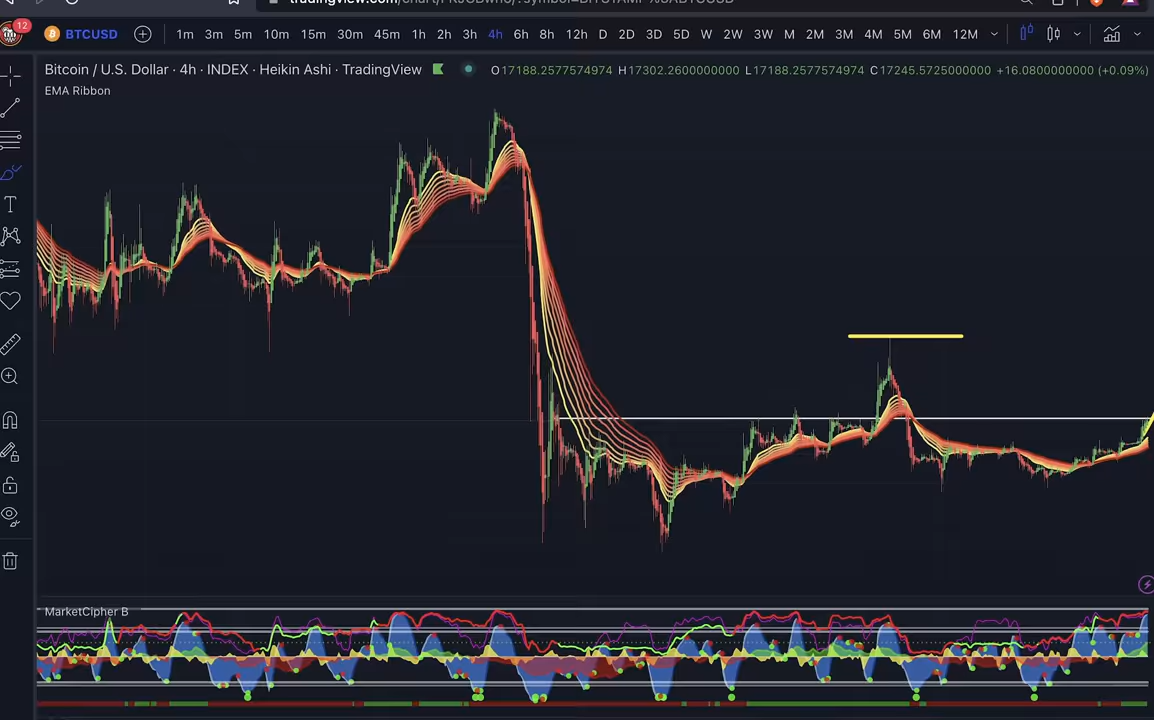 12
BTCUSD 1m 3m 5m 10m 15m 30m 45m 1h 2h 3h 4h 6h 8h 12h D 2D 3D 5D W 2W 3W M 2M 3M 4M 5M 6M 12M
Bitcoin / U.S. Dollar · 4h · INDEX · Heikin Ashi · TradingView O17188.2577574974 H17302.2600000000 L17188.2577574974 C17245.5725000000 +16.0800000000 (+0.09%)
EMA Ribbon
MarketCipher B